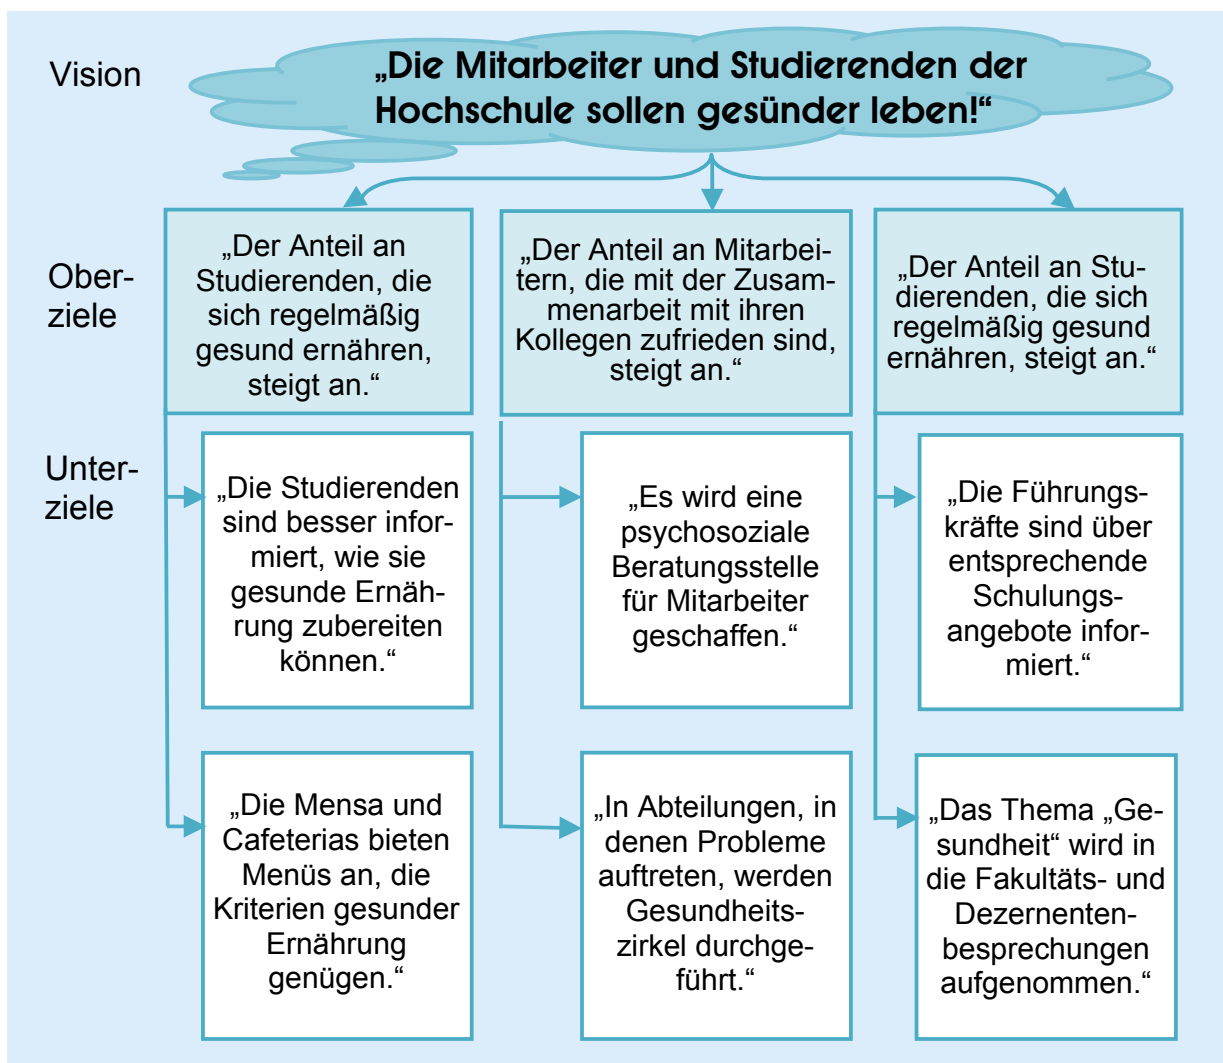 Vision
„Die Mitarbeiter und Studierenden der
Hochschule sollen gesünder leben!“
Ober-
ziele
„Der Anteil an
Studierenden, die
sich regelmäßig
gesund ernähren,
steigt an.“
„Der Anteil an Mitarbei-
tern, die mit der Zusam-
menarbeit mit ihren
Kollegen zufrieden sind,
steigt an.“
„Der Anteil an Stu-
dierenden, die sich
regelmäßig gesund
ernähren, steigt an.“
Unter-
ziele
„Die Studierenden
sind besser infor-
miert, wie sie
gesunde Ernäh-
rung zubereiten
können.“
„Es wird eine
psychosoziale
Beratungsstelle
für Mitarbeiter
geschaffen.“
„Die Führungs-
kräfte sind über
entsprechende
Schulungs-
angebote infor-
miert.“
„Die Mensa und
Cafeterias bieten
Menüs an, die
Kriterien gesunder
Ernährung
genügen.“
„In Abteilungen, in
denen Probleme
auftreten, werden
Gesundheits-
zirkel durchge-
führt.“
„Das Thema „Ge-
sundheit“ wird in
die Fakultäts- und
Dezernenten-
besprechungen
aufgenommen.“